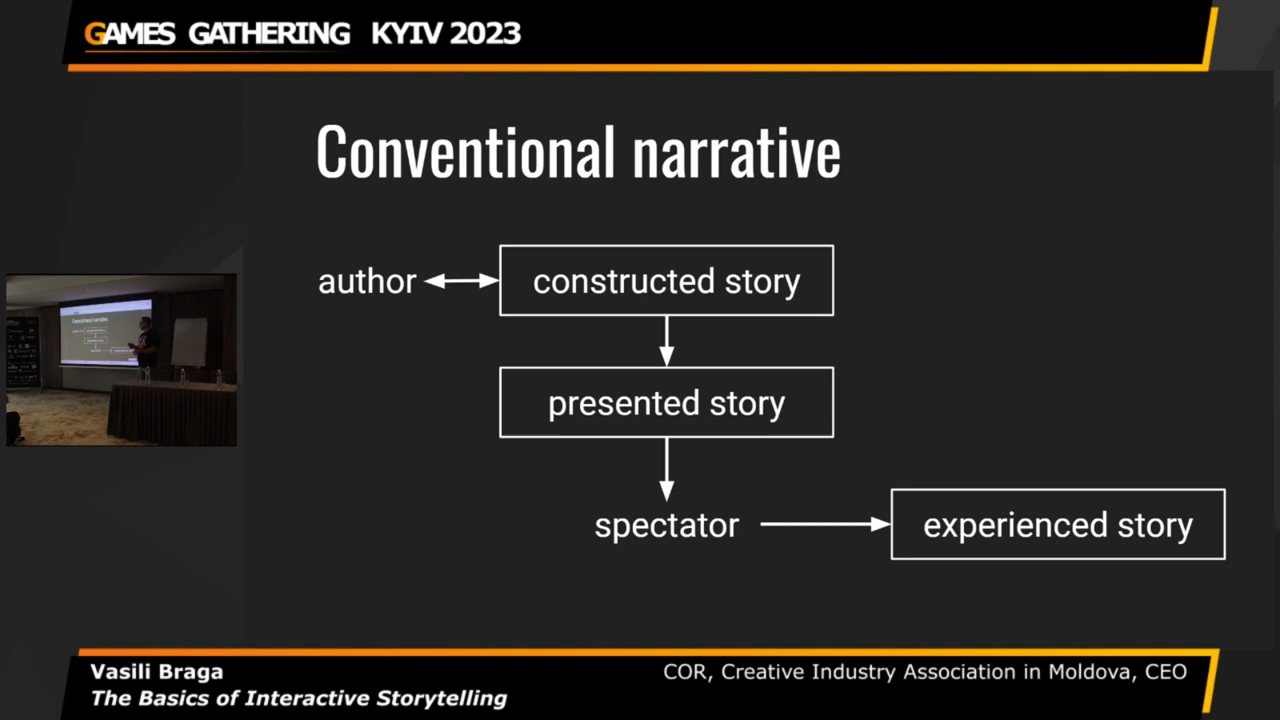 GAMES GATHERING KYIV 2023
Conventional narrative
author
constructed story
presented story
spectator
experienced story
Vasili Braga
COR, Creative Industry Association in Moldova, CEO
The Basics of Interactive Storytelling